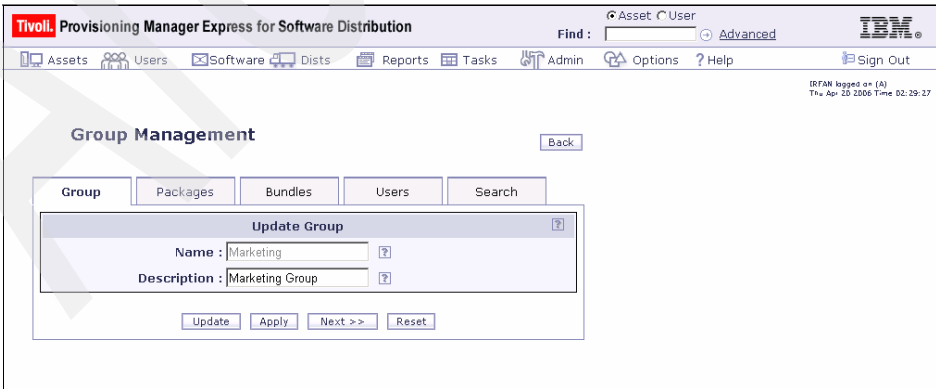 Asset User
Tivoli. Provisioning Manager Express for Software Distribution
Find : Advanced
IBM®
Assets Users Software Dists Reports Tasks Admin Options ? Help Sign Out
IRFAN logged on (A)
Thu Apr 20 2006 Time 02:29:27
Group Management
Back
Group Packages Bundles Users Search
Update Group ?
Name : Marketing ?
Description : Marketing Group ?
Update Apply Next >> Reset